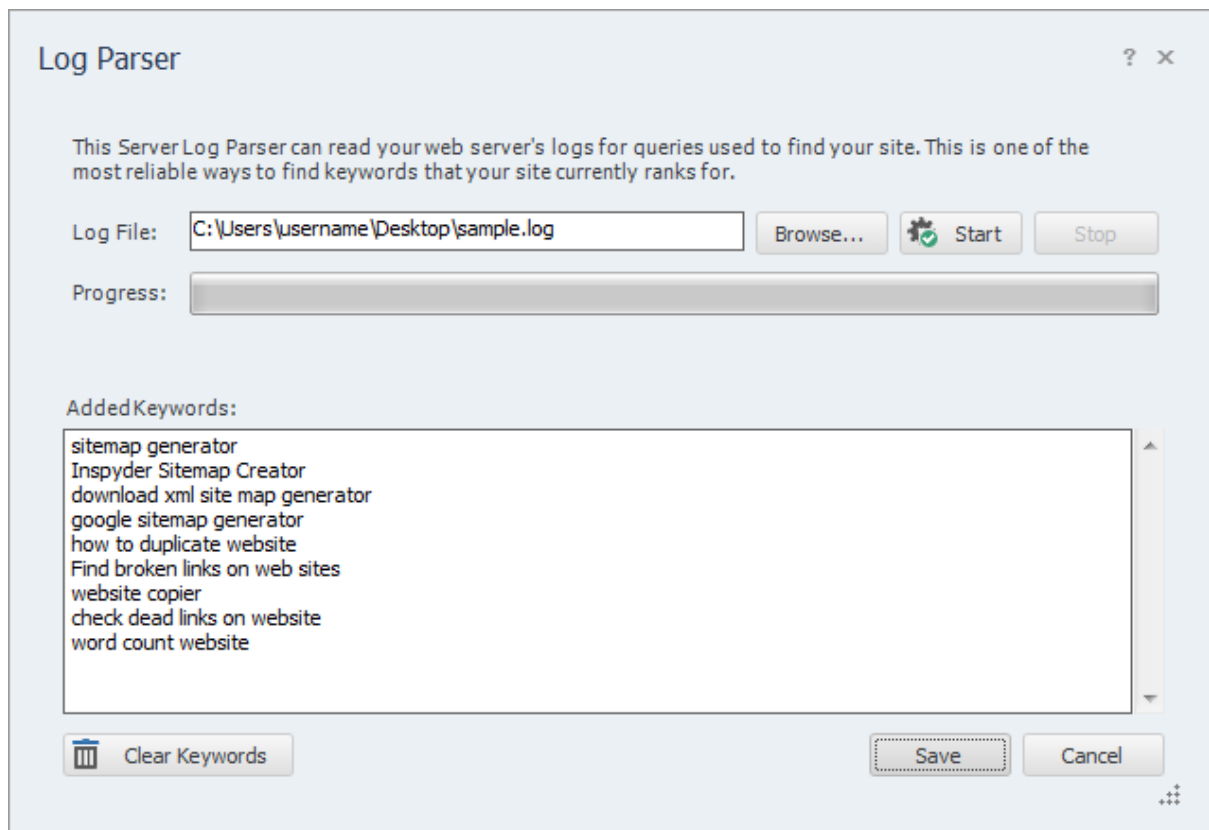 Log Parser
? ×
This Server Log Parser can read your web server's logs for queries used to find your site. This is one of the
most reliable ways to find keywords that your site currently ranks for.
Log File: C:\Users\username\Desktop\sample.log Browse... Start Stop
Progress:
Added Keywords:
sitemap generator
Inspyder Sitemap Creator
download xml site map generator
google sitemap generator
how to duplicate website
Find broken links on web sites
website copier
check dead links on website
word count website
Clear Keywords Save Cancel